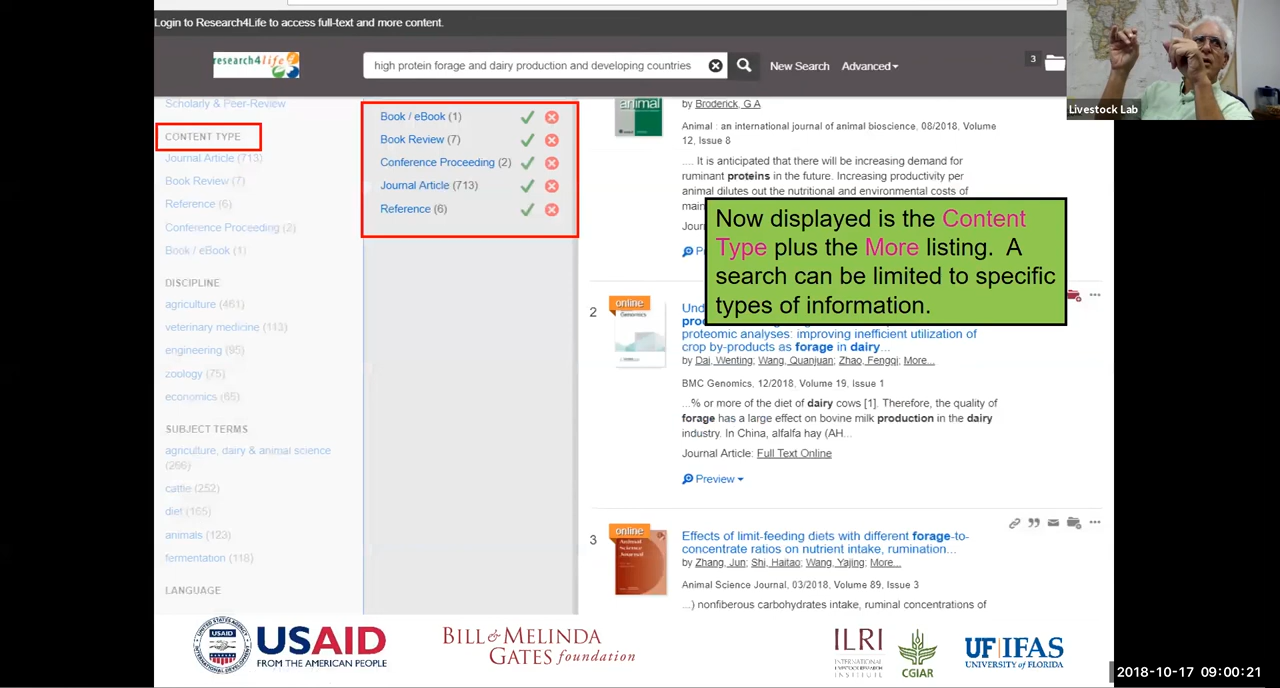 Login to Research4Life to access full-text and more content.
research4life
high protein forage and dairy production and developing countries
New Search
Advanced
3
Livestock Lab
Scholarly & Peer-Review
CONTENT TYPE
Journal Article (713)
Book Review (7)
Reference (6)
Conference Proceeding (2)
Book / eBook (1)
DISCIPLINE
agriculture (461)
veterinary medicine (113)
engineering (95)
zoology (75)
economics (65)
SUBJECT TERMS
agriculture, dairy & animal science
(266)
cattle (252)
diet (165)
animals (123)
fermentation (118)
LANGUAGE
Book / eBook (1)
Book Review (7)
Conference Proceeding (2)
Journal Article (713)
Reference (6)
animal
by Broderick, G A
Animal : an international journal of animal bioscience, 08/2018, Volume
12, Issue 8
.... It is anticipated that there will be increasing demand for
ruminant proteins in the future. Increasing productivity per
animal dilutes out the nutritional and environmental costs of
Now displayed is the Content
Type plus the More listing. A
search can be limited to specific
types of information.
2
online
Genomics
proteomic analyses: improving inefficient utilization of
crop by-products as forage in dairy...
by Dai, Wenting; Wang, Quanjuan; Zhao, Fengqi; More...
BMC Genomics, 12/2018, Volume 19, Issue 1
...% or more of the diet of dairy cows [1]. Therefore, the quality of
forage has a large effect on bovine milk production in the dairy
industry. In China, alfalfa hay (AH...
Journal Article: Full Text Online
Preview
3
online
Animal
Science
Journal
Effects of limit-feeding diets with different forage-to-
concentrate ratios on nutrient intake, rumination...
by Zhang, Jun; Shi, Haitao; Wang, Yajing; More...
Animal Science Journal, 03/2018, Volume 89, Issue 3
...) nonfiberous carbohydrates intake, ruminal concentrations of
USAID
USAID
FROM THE AMERICAN PEOPLE
BILL & MELINDA
GATES foundation
ILRI
INTERNATIONAL
LIVESTOCK RESEARCH
INSTITUTE
CGIAR
UF IFAS
UNIVERSITY of FLORIDA
2018-10-17 09:00:21